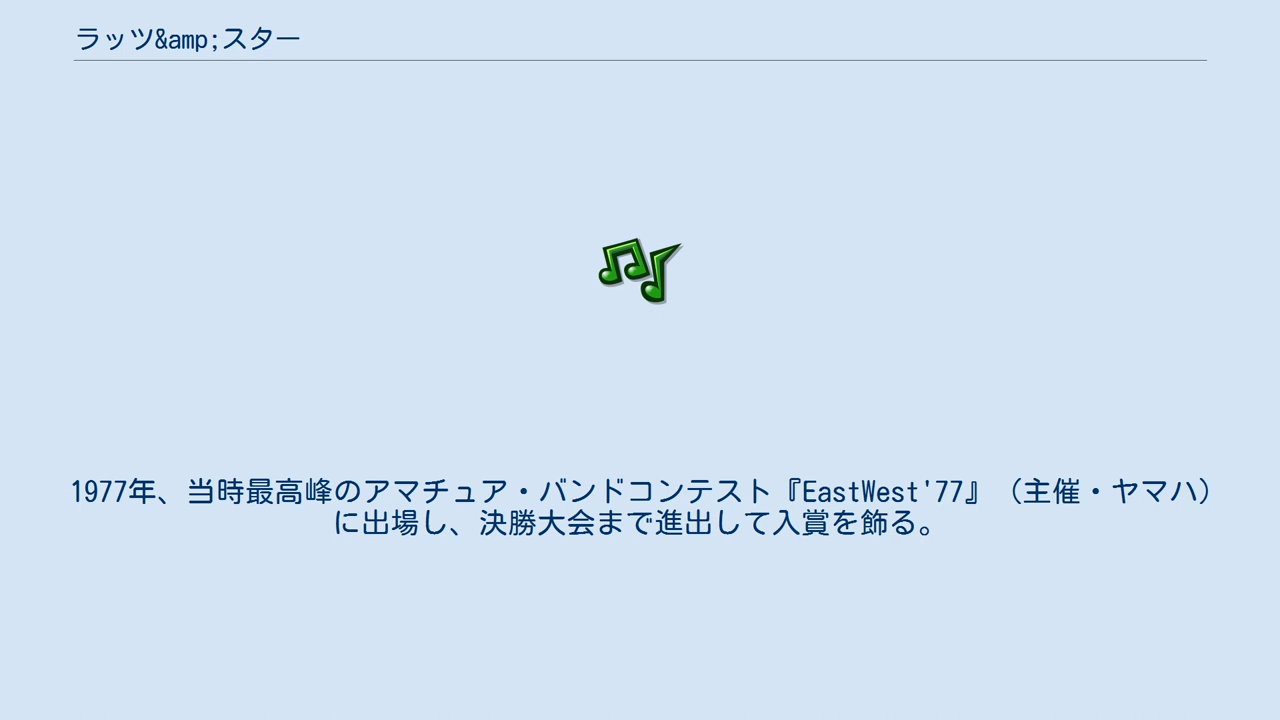 ラッツ&amp;スター
1977年、当時最高峰のアマチュア・バンドコンテスト『EastWest'77』（主催・ヤマハ）
に出場し、決勝大会まで進出して入賞を飾る。